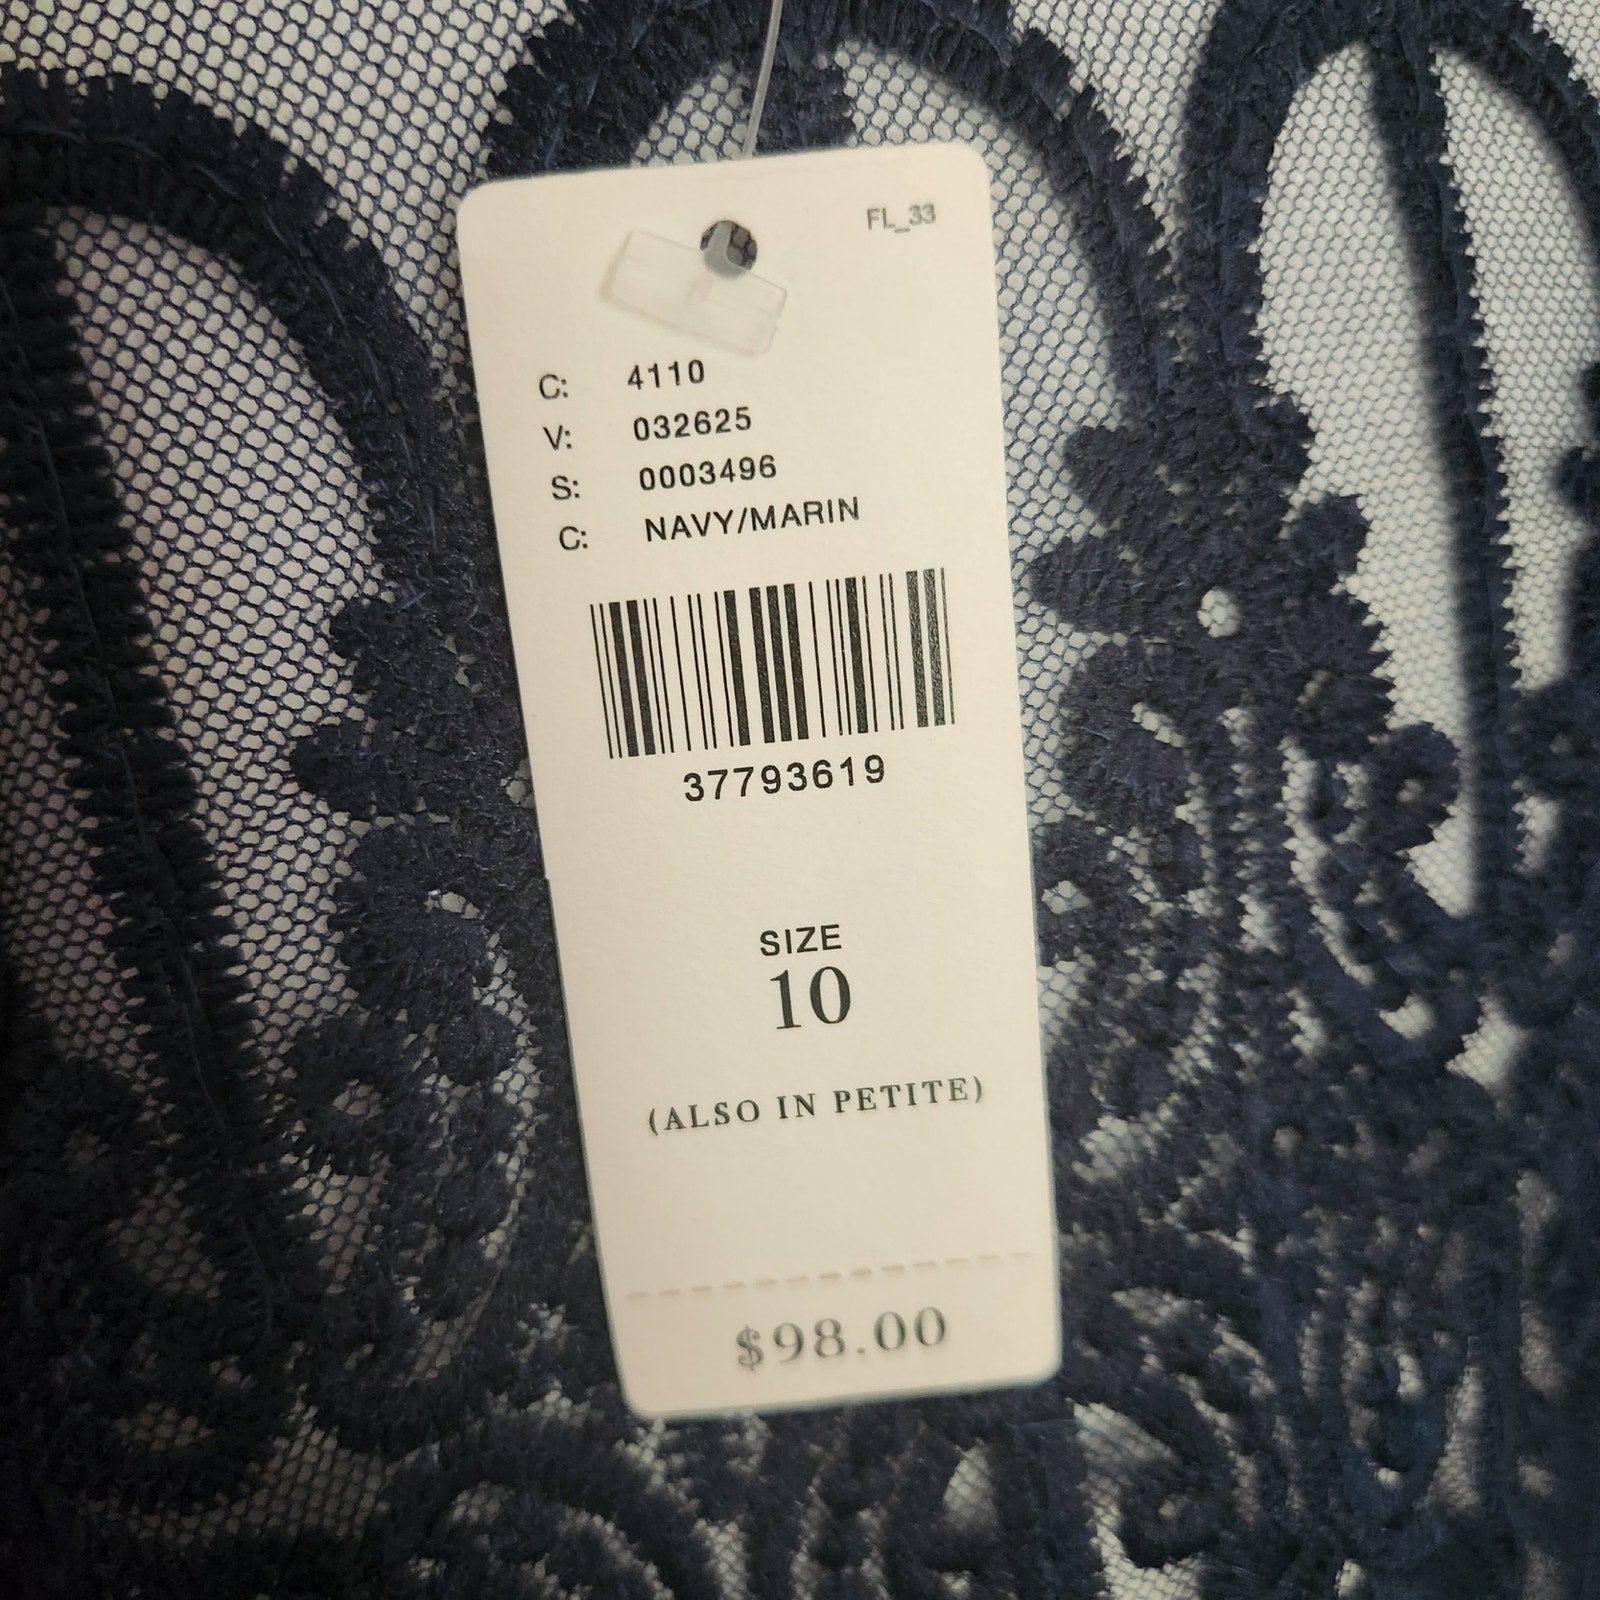 FL_33
C: 4110
V: 032625
S: 0003496
C: NAVY/MARIN
37793619
SIZE
10
(ALSO IN PETITE)
$98.00